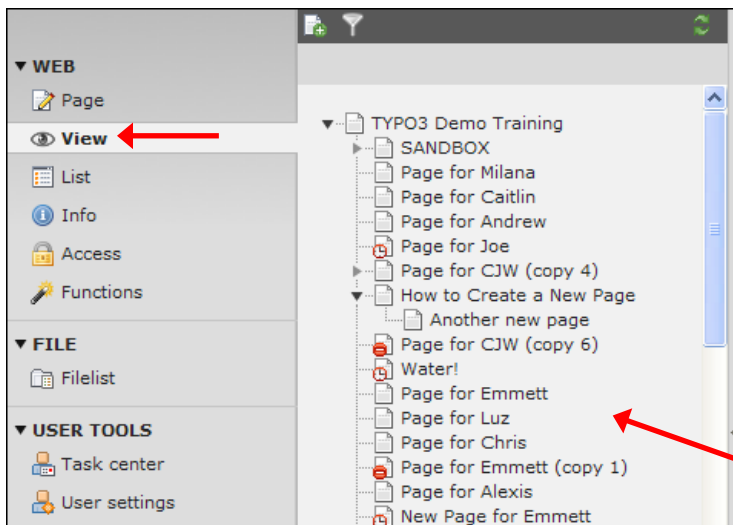 WEB
Page
View
List
Info
Access
Functions
FILE
Filelist
USER TOOLS
Task center
User settings
TYPO3 Demo Training
SANDBOX
Page for Milana
Page for Caitlin
Page for Andrew
Page for Joe
Page for CJW (copy 4)
How to Create a New Page
Another new page
Page for CJW (copy 6)
Water!
Page for Emmett
Page for Luz
Page for Chris
Page for Emmett (copy 1)
Page for Alexis
New Page for Emmett